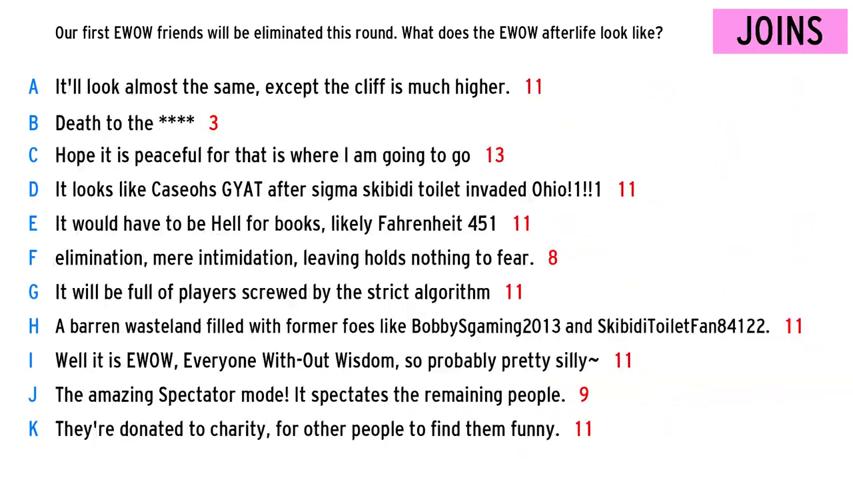 Our first EWOW friends will be eliminated this round. What does the EWOW afterlife look like?
JOINS
A It'll look almost the same, except the cliff is much higher. 11
B Death to the **** 3
C Hope it is peaceful for that is where I am going to go 13
D It looks like Caseohs GYAT after sigma skibidi toilet invaded Ohio!1!!1 11
E It would have to be Hell for books, likely Fahrenheit 451 11
F elimination, mere intimidation, leaving holds nothing to fear. 8
G It will be full of players screwed by the strict algorithm 11
H A barren wasteland filled with former foes like BobbySgaming2013 and SkibidiToiletFan84122. 11
I Well it is EWOW, Everyone With-Out Wisdom, so probably pretty silly~ 11
J The amazing Spectator mode! It spectates the remaining people. 9
K They're donated to charity, for other people to find them funny. 11